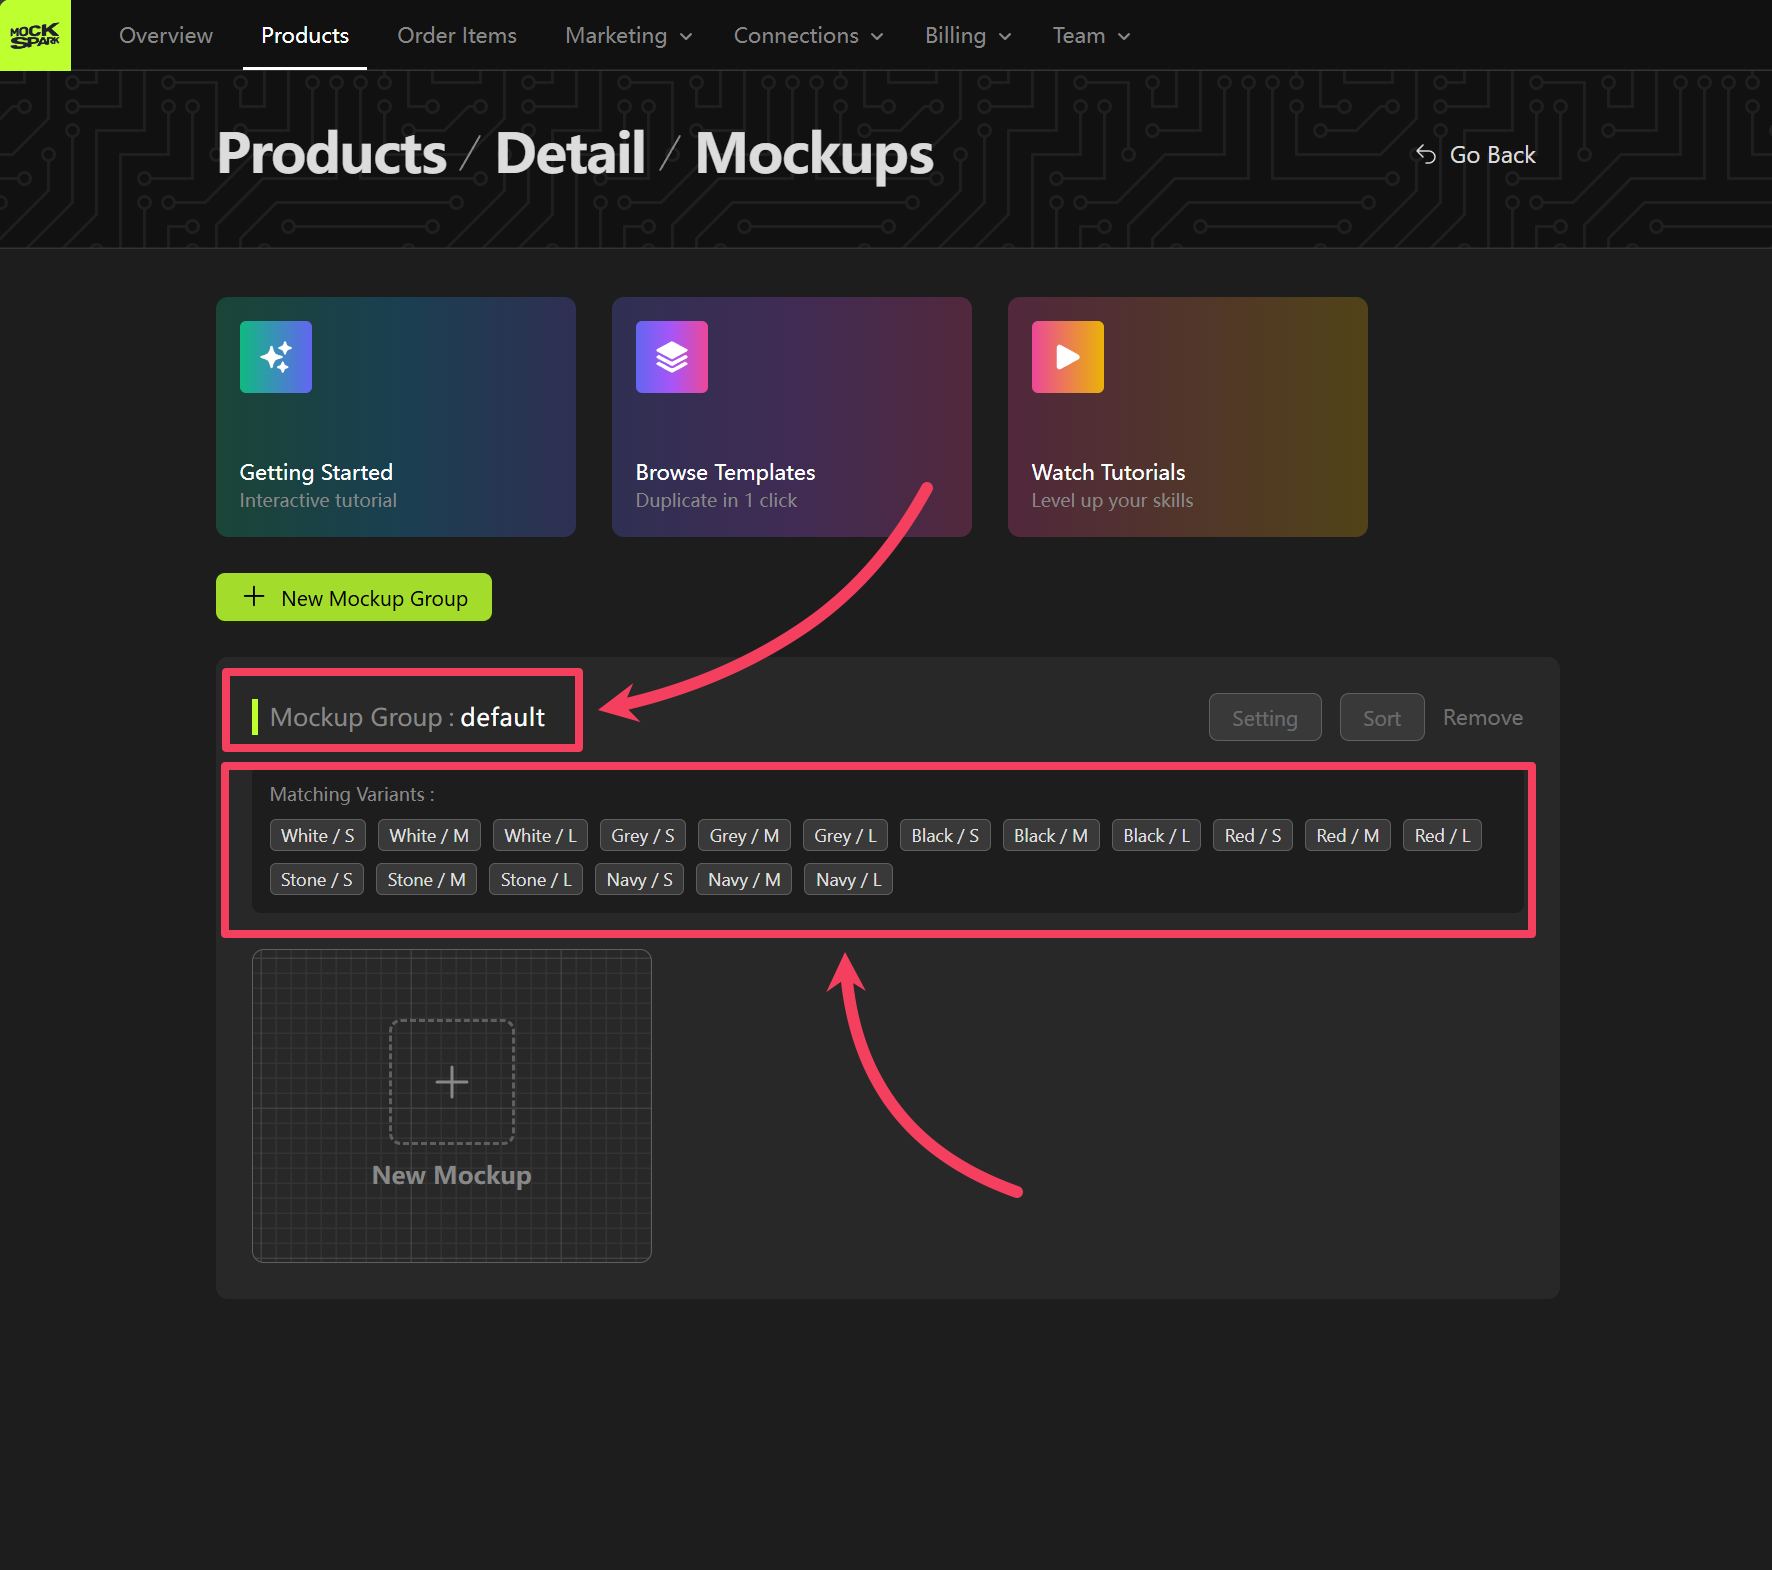 MOCK
SPARK
Overview
Products
Order Items
Marketing
Connections
Billing
Team
Products / Detail / Mockups
Go Back
Getting Started
Interactive tutorial
Browse Templates
Duplicate in 1 click
Watch Tutorials
Level up your skills
New Mockup Group
Mockup Group : default
Setting
Sort
Remove
Matching Variants :
White / S
White / M
White / L
Grey / S
Grey / M
Grey / L
Black / S
Black / M
Black / L
Red / S
Red / M
Red / L
Stone / S
Stone / M
Stone / L
Navy / S
Navy / M
Navy / L
New Mockup